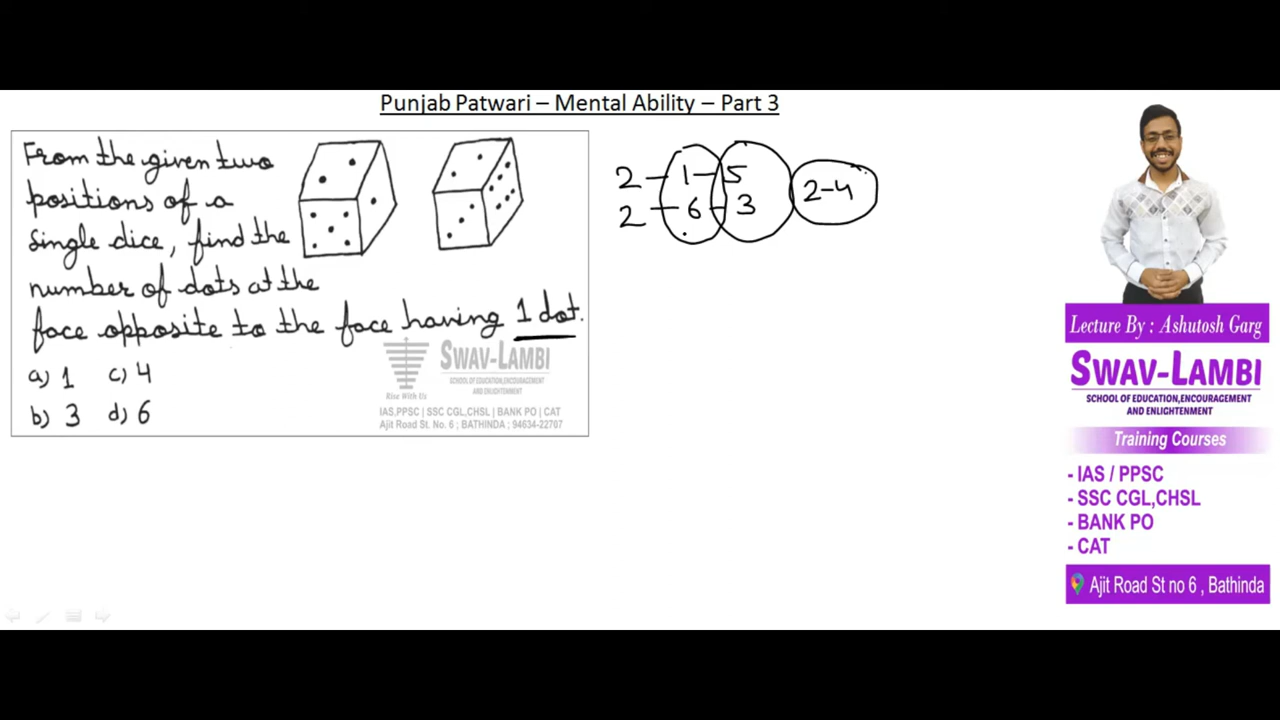 Punjab Patwari – Mental Ability – Part 3
From the given two
positions of a
single dice, find the
number of dots at the
face opposite to the face having 1 dot.
a) 1 c) 4
b) 3 d) 6
SWAV-LAMBI
SCHOOL OF EDUCATION,ENCOURAGEMENT
AND ENLIGHTENMENT
Rise With Us
IAS,PPSC | SSC CGL,CHSL | BANK PO | CAT
Ajit Road St. No. 6 ; BATHINDA ; 94634-22707
2 – 1 – 5
2 – 6 – 3
2-4
Lecture By : Ashutosh Garg
SWAV-LAMBI
SCHOOL OF EDUCATION,ENCOURAGEMENT
AND ENLIGHTENMENT
Training Courses
- IAS / PPSC
- SSC CGL,CHSL
- BANK PO
- CAT
Ajit Road St no 6 , Bathinda